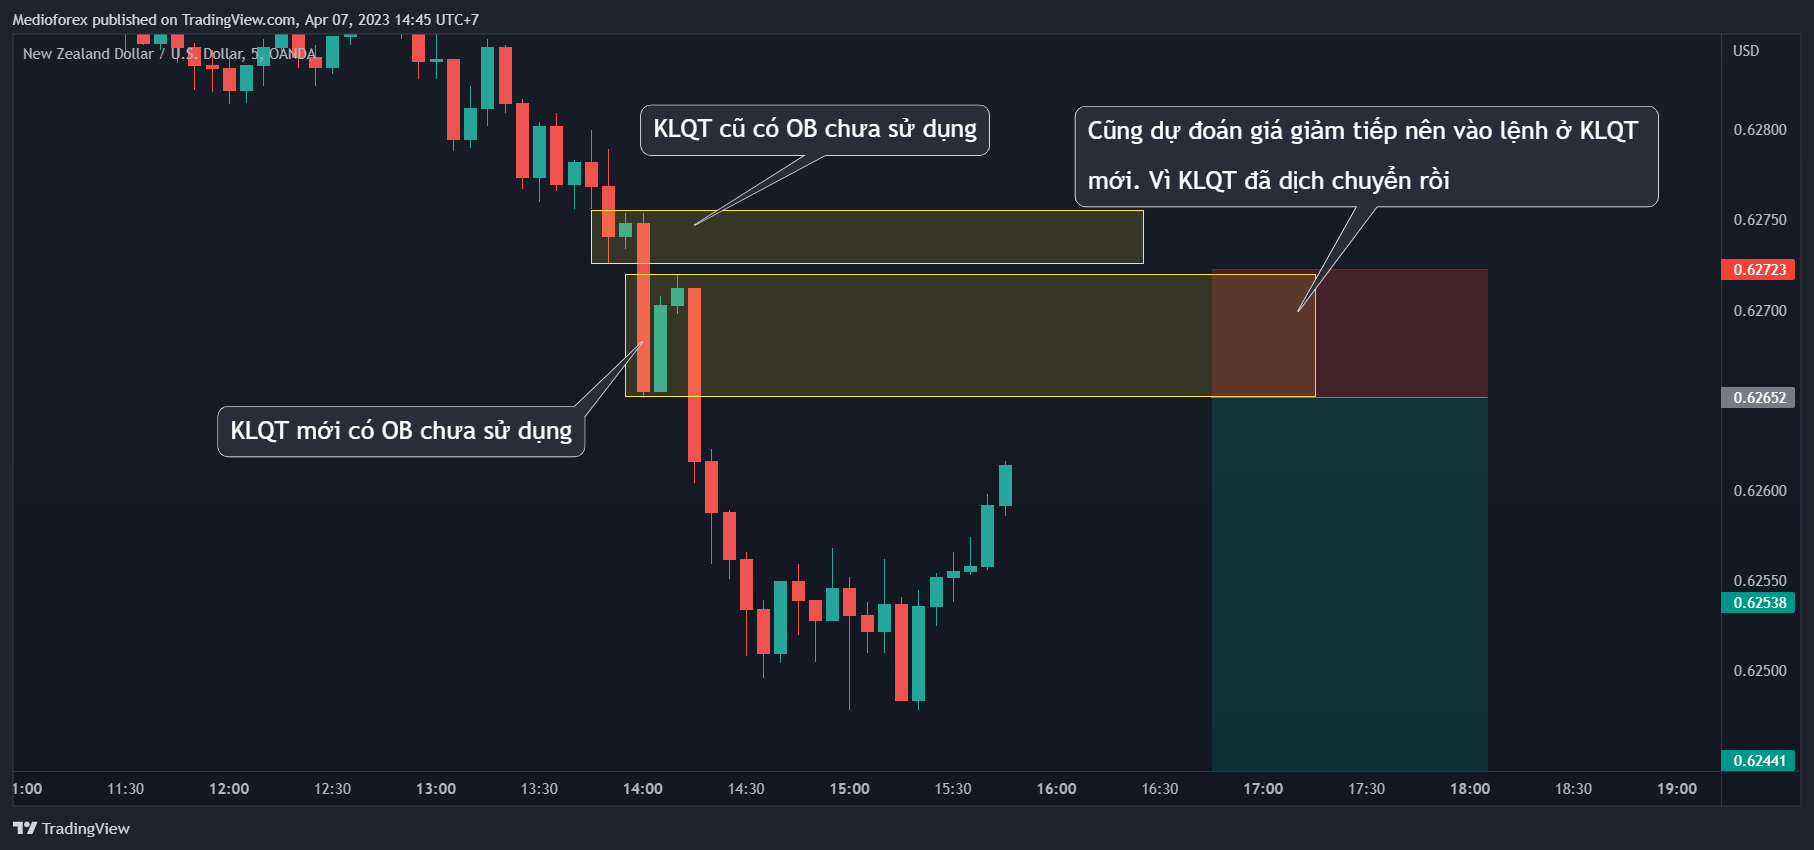 Medioforex published on TradingView.com, Apr 07, 2023 14:45 UTC+7
New Zealand Dollar / U.S. Dollar, 5, OANDA
USD
KLQT cũ có OB chưa sử dụng
Cũng dự đoán giá giảm tiếp nên vào lệnh ở KLQT
mới. Vì KLQT đã dịch chuyển rồi
KLQT mới có OB chưa sử dụng
0.62800
0.62750
0.62723
0.62700
0.62652
0.62600
0.62550
0.62538
0.62500
0.62441
1:00 11:30 12:00 12:30 13:00 13:30 14:00 14:30 15:00 15:30 16:00 16:30 17:00 17:30 18:00 18:30 19:00
TradingView